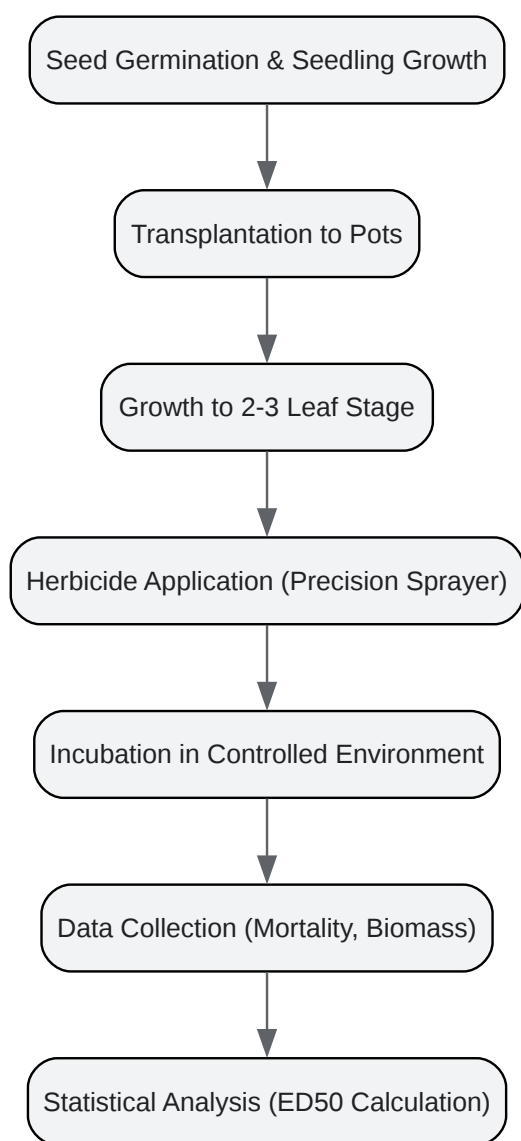 Seed Germination & Seedling Growth
Transplantation to Pots
Growth to 2-3 Leaf Stage
Herbicide Application (Precision Sprayer)
Incubation in Controlled Environment
Data Collection (Mortality, Biomass)
Statistical Analysis (ED50 Calculation)